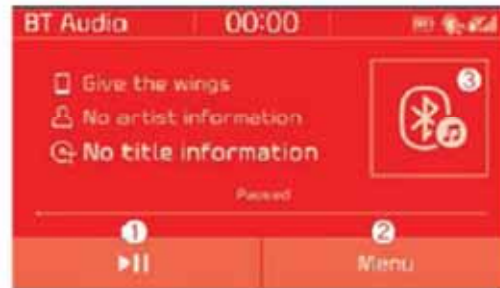 BT Audio 00:00
Give the wings
③
No artist information
No title information
Paused
① ②
Menu